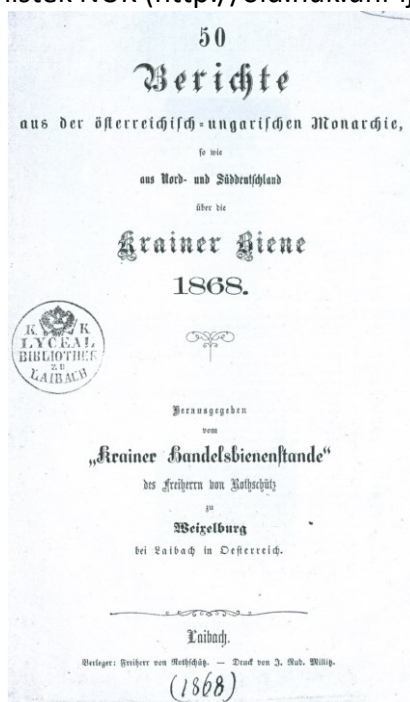 listek NUK
50
Berichte
aus der österreichisch-ungarischen Monarchie,
so wie
aus Nord- und Süddeutschland
über die
Krainer Biene
1868.
K. K.
LYCEAL
BIBLIOTHEK
ZU
LAIBACH
Herausgegeben
vom
„Krainer Handelsbienenstande“
des Freiherrn von Rothschütz
zu
Weixelburg
bei Laibach in Oesterreich.
Laibach.
Verleger: Freiherr von Rothschütz. — Druck von J. Rud. Millitz.
(1868)